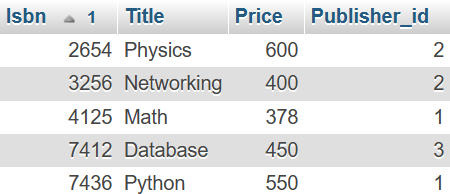 Isbn 1 Title Price Publisher_id
2654 Physics 600 2
3256 Networking 400 2
4125 Math 378 1
7412 Database 450 3
7436 Python 550 1